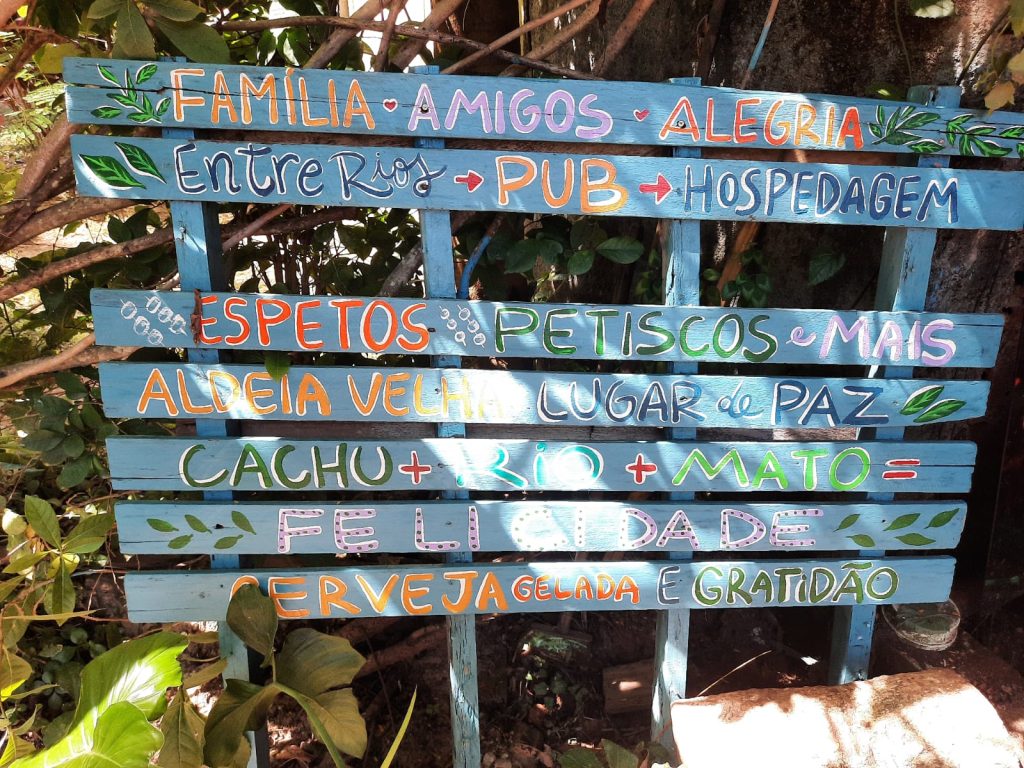 FAMÍLIA • AMIGOS • ALEGRIA
Entre Rios → PUB → HOSPEDAGEM
ESPETOS PETISCOS e MAIS
ALDEIA VELHA LUGAR de PAZ
CACHU + RIO + MATO =
FELICIDADE
CERVEJA GELADA E GRATIDÃO